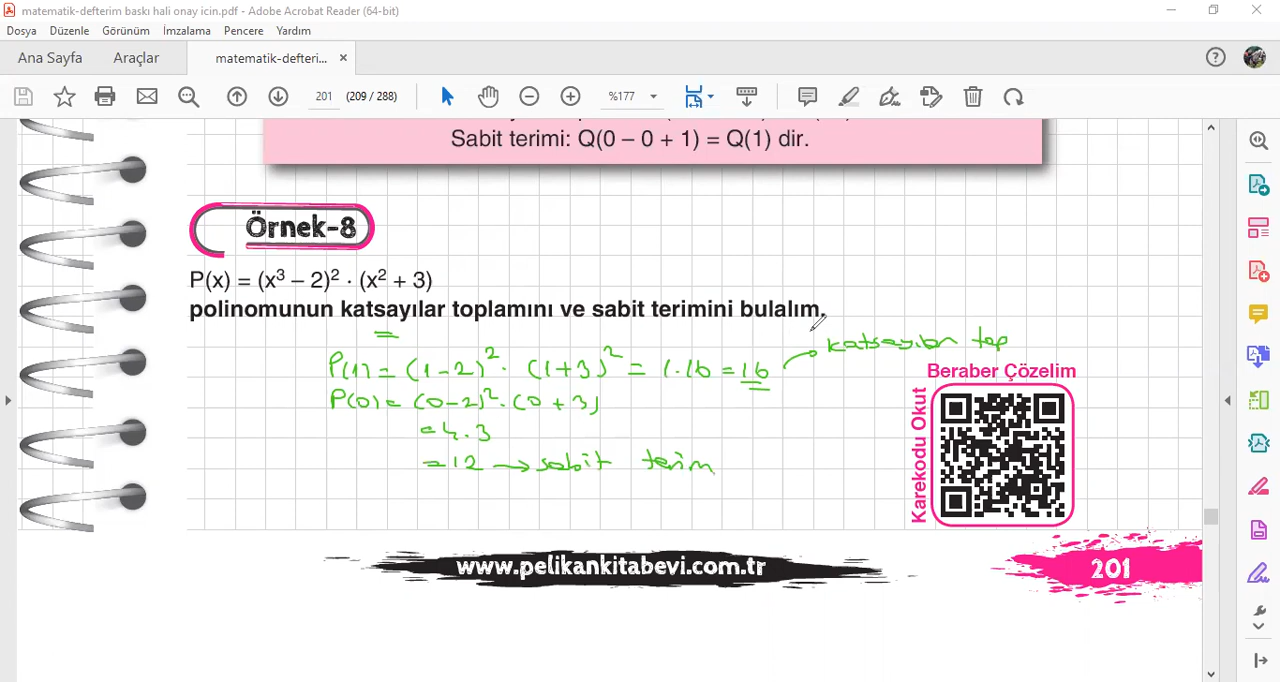 matematik-defterim baskı hali onay icin.pdf - Adobe Acrobat Reader (64-bit)
Dosya Düzenle Görünüm İmzalama Pencere Yardım
Ana Sayfa Araçlar matematik-defteri... ×
201 (209 / 288) %177
Sabit terimi: Q(0 – 0 + 1) = Q(1) dir.
Örnek-8
P(x) = (x³ – 2)² · (x² + 3)
polinomunun katsayılar toplamını ve sabit terimini bulalım.
katsayıları top
P(1) = (1-2)² · (1+3)² = 1.16 = 16
Beraber Çözelim
P(0) = (0-2)² · (0+3)
= 4.3
= 12 → sabit terim
Karekodu Okut
www.pelikankitabevi.com.tr
201